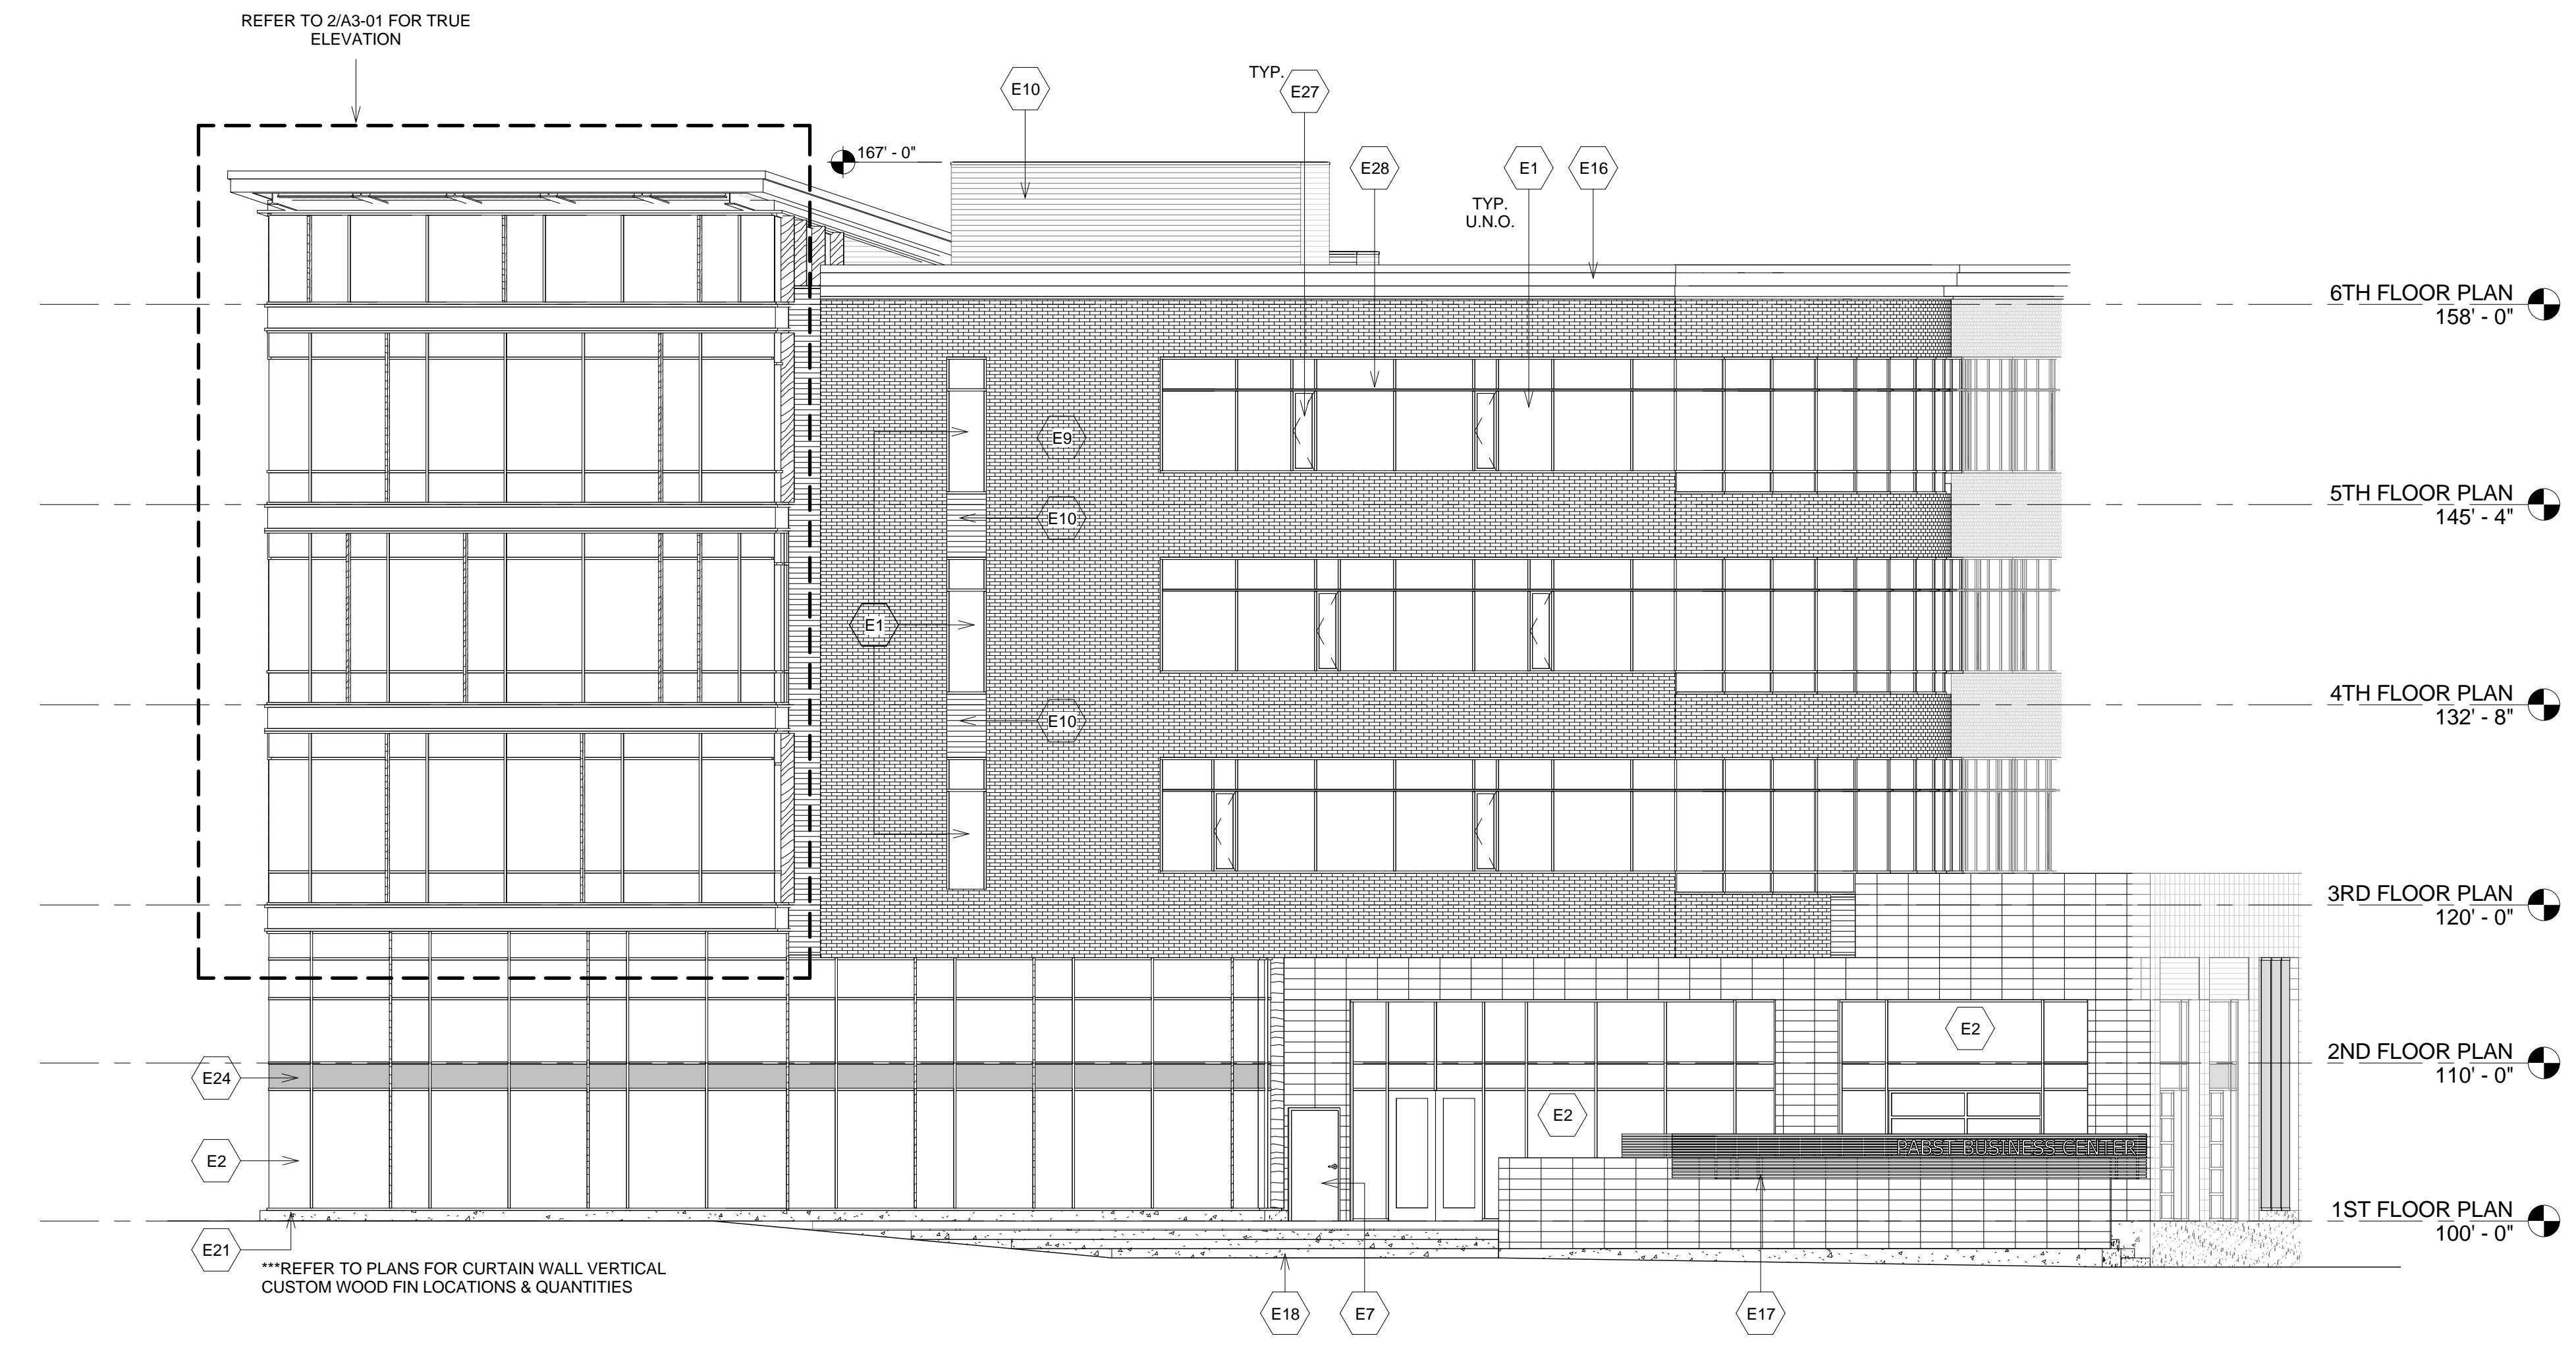 REFER TO 2/A3-01 FOR TRUE
ELEVATION
E10
TYP.
E27
167' - 0"
E28
E1
E16
TYP.
U.N.O.
6TH FLOOR PLAN
158' - 0"
E9
5TH FLOOR PLAN
145' - 4"
E10
E1
4TH FLOOR PLAN
132' - 8"
E10
3RD FLOOR PLAN
120' - 0"
E2
2ND FLOOR PLAN
110' - 0"
E24
E2
PABST BUSINESS CENTER
E2
1ST FLOOR PLAN
100' - 0"
E21
***REFER TO PLANS FOR CURTAIN WALL VERTICAL
CUSTOM WOOD FIN LOCATIONS & QUANTITIES
E18
E7
E17